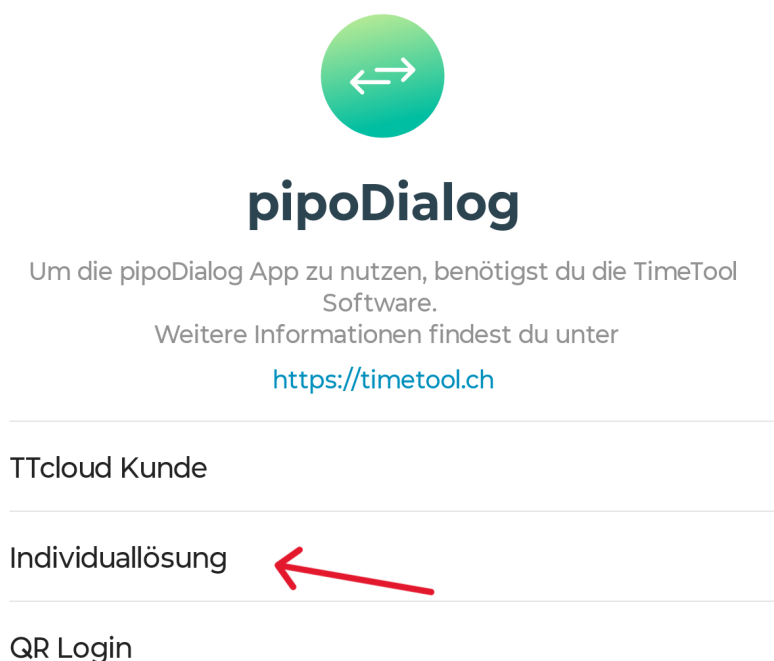 pipoDialog
Um die pipoDialog App zu nutzen, benötigst du die TimeTool
Software.
Weitere Informationen findest du unter
https://timetool.ch
TTcloud Kunde
Individuallösung
QR Login